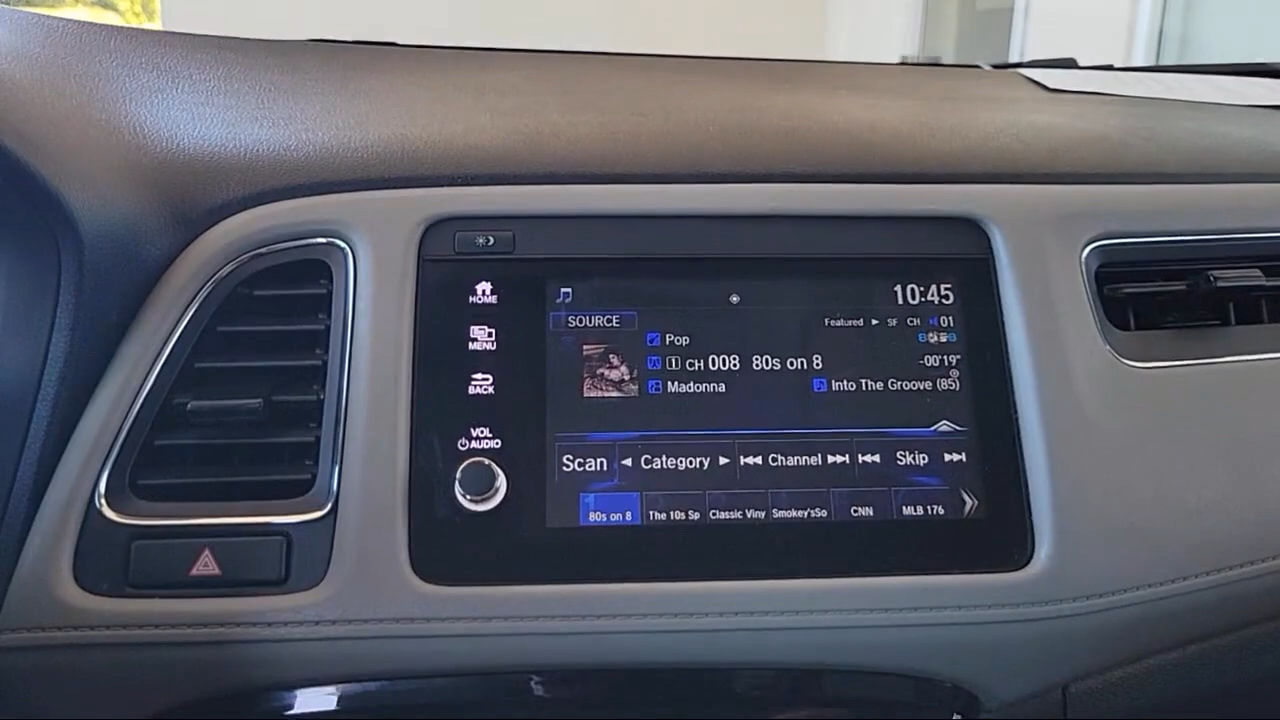 HOME
MENU
BACK
VOL
AUDIO
10:45
SOURCE
Featured ► SF CH 01
Pop
1 CH 008 80s on 8
-00'19"
Madonna
Into The Groove (85)
Scan ◄ Category ► Channel Skip
80s on 8 The 10s Sp Classic Viny Smokey'sSo CNN MLB 176